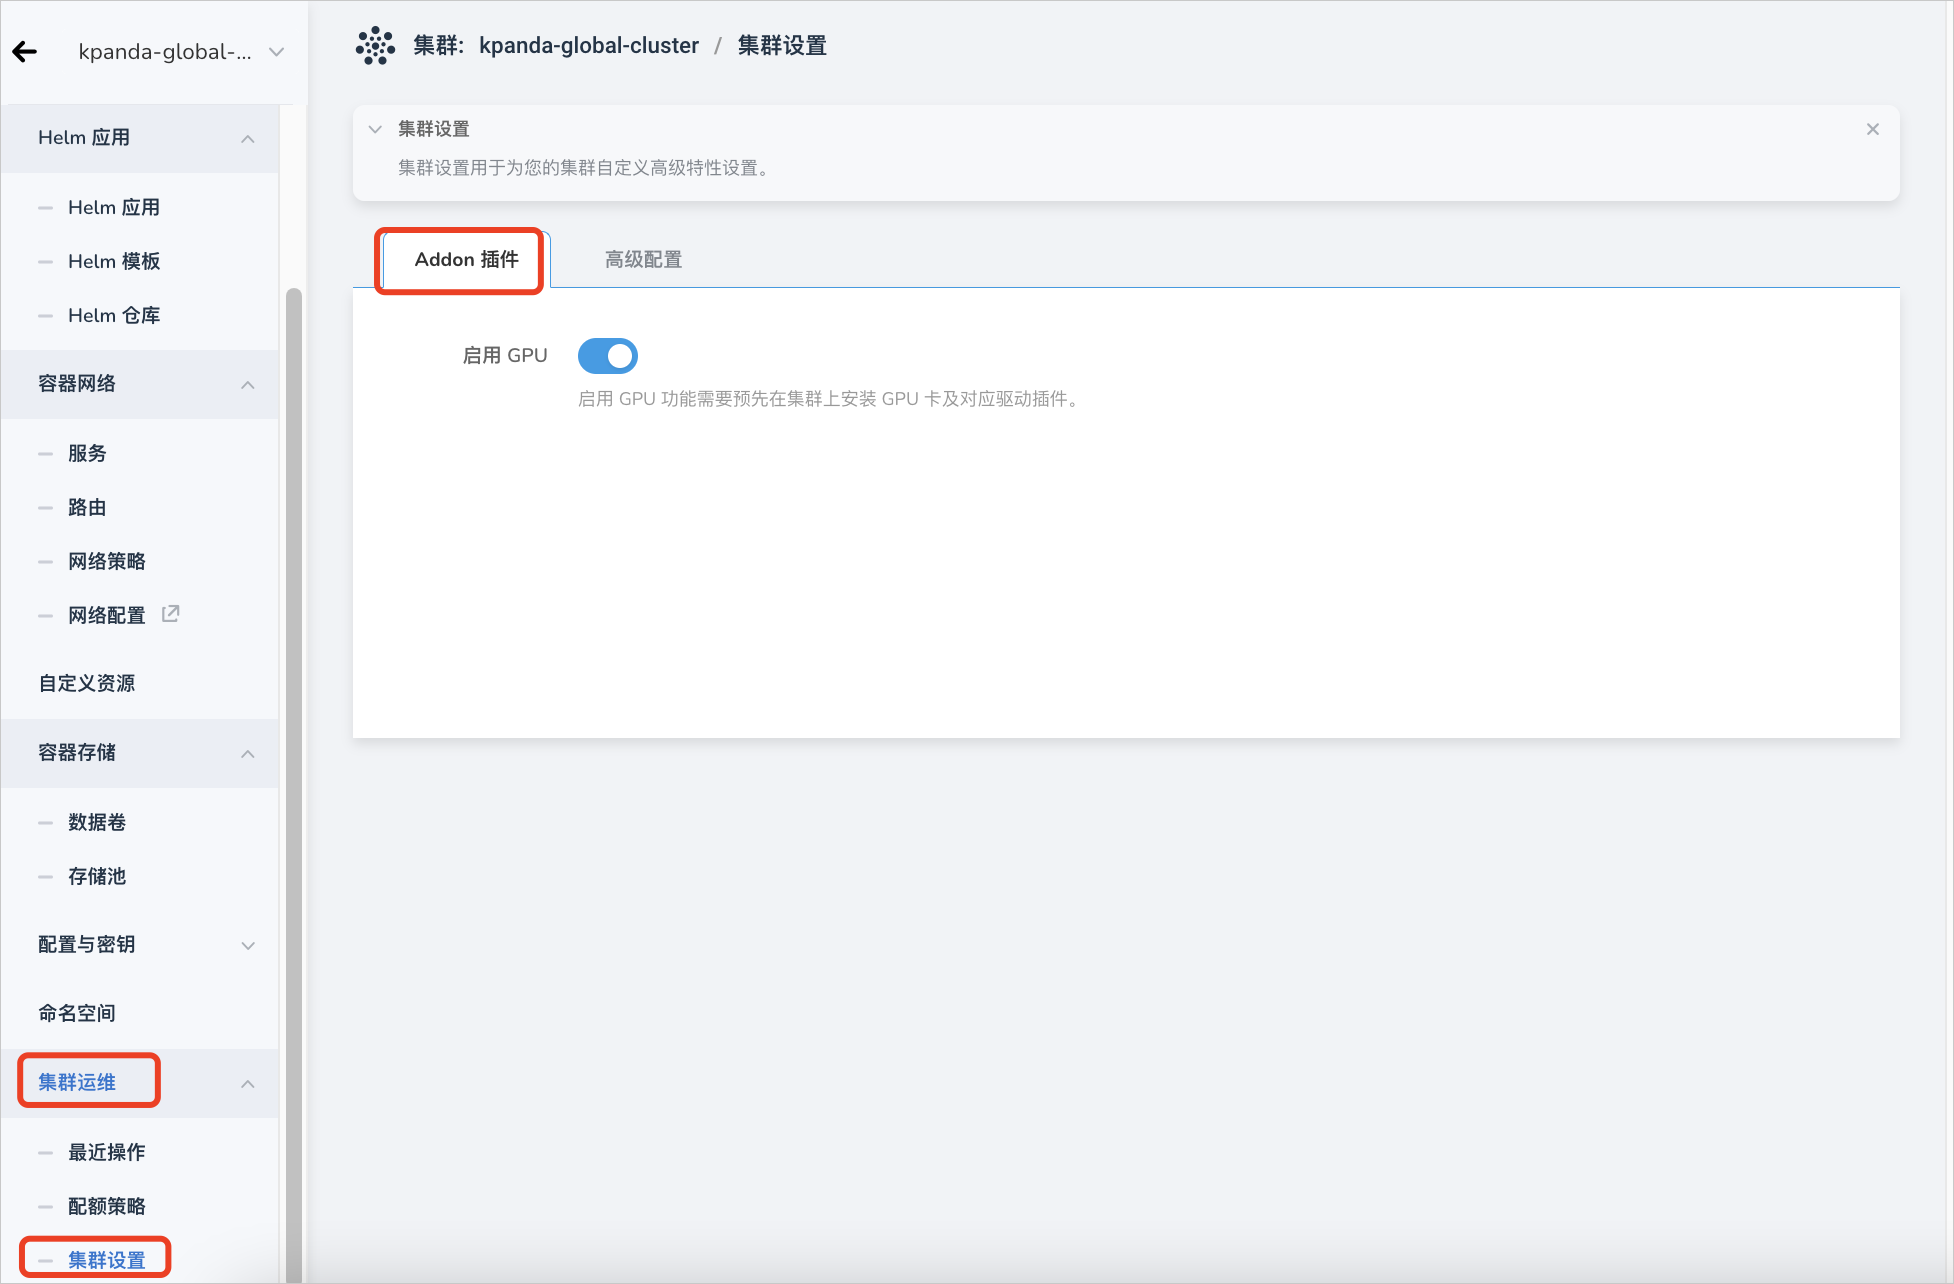 kpanda-global-...
Helm 应用
Helm 应用
Helm 模板
Helm 仓库
容器网络
服务
路由
网络策略
网络配置
自定义资源
容器存储
数据卷
存储池
配置与密钥
命名空间
集群运维
最近操作
配额策略
集群设置
集群: kpanda-global-cluster / 集群设置
集群设置
集群设置用于为您的集群自定义高级特性设置。
Addon 插件 高级配置
启用 GPU
启用 GPU 功能需要预先在集群上安装 GPU 卡及对应驱动插件。